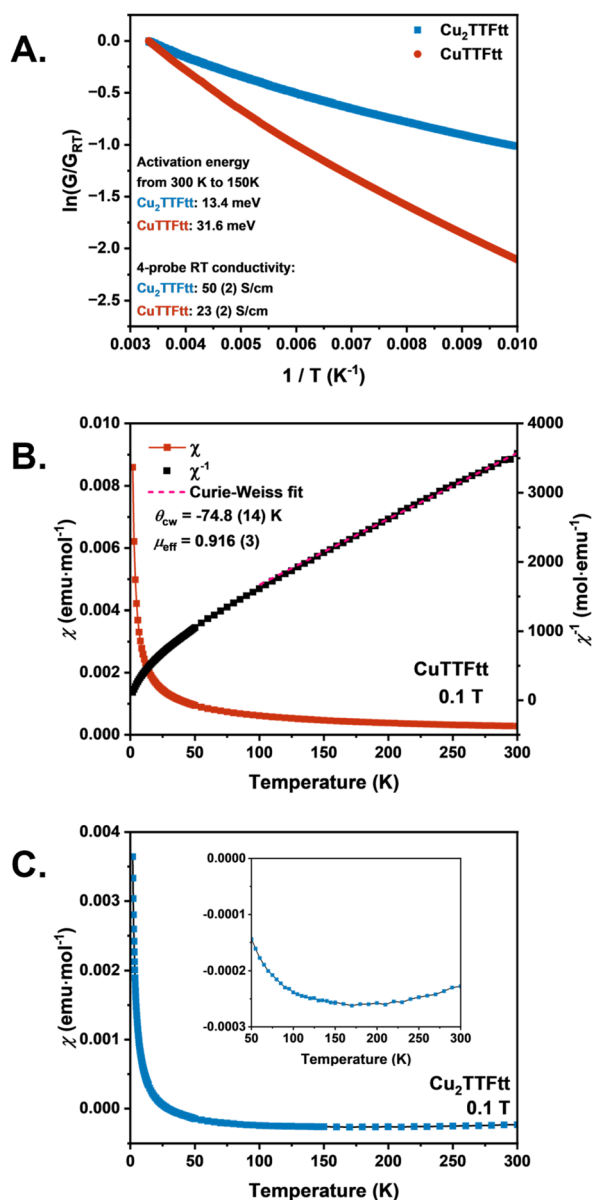 A.
Cu₂TTFtt
CuTTFtt
0.0
−0.5
−1.0
−1.5
−2.0
−2.5
ln(G/G_RT)
Activation energy
from 300 K to 150K
Cu₂TTFtt: 13.4 meV
CuTTFtt: 31.6 meV
4-probe RT conductivity:
Cu₂TTFtt: 50 (2) S/cm
CuTTFtt: 23 (2) S/cm
0.003 0.004 0.005 0.006 0.007 0.008 0.009 0.010
1 / T (K⁻¹)
B.
0.010
0.008
0.006
0.004
0.002
0.000
χ (emu·mol⁻¹)
χ
χ⁻¹
Curie-Weiss fit
θcw = -74.8 (14) K
μeff = 0.916 (3)
4000
3000
2000
1000
0
χ⁻¹ (mol·emu⁻¹)
CuTTFtt
0.1 T
0 50 100 150 200 250 300
Temperature (K)
C.
0.004
0.003
0.002
0.001
0.000
χ (emu·mol⁻¹)
0.0000
-0.0001
-0.0002
-0.0003
50 100 150 200 250 300
Temperature (K)
Cu₂TTFtt
0.1 T
0 50 100 150 200 250 300
Temperature (K)